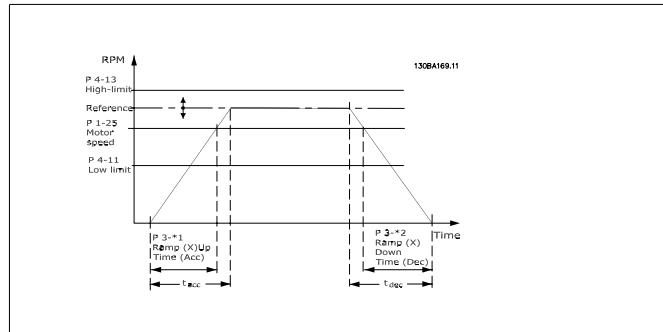 RPM
130BA169.11
P 4-13
High-limit
Reference
P 1-25
Motor
speed
P 4-11
Low limit
Time
P 3-*1
Ramp (X)Up
Time (Acc)
P 3-*2
Ramp (X)
Down
Time (Dec)
tacc
tdec